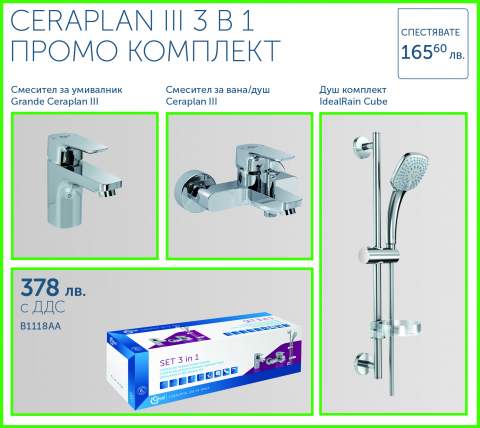 CERAPLAN III 3 В 1
ПРОМО КОМПЛЕКТ
СПЕСТЯВАТЕ
165⁶⁰ лв.
Смесител за умивалник
Grande Ceraplan III
Смесител за вана/душ
Ceraplan III
Душ комплект
IdealRain Cube
378 лв.
с ДДС
B1118AA
SET 3 in 1